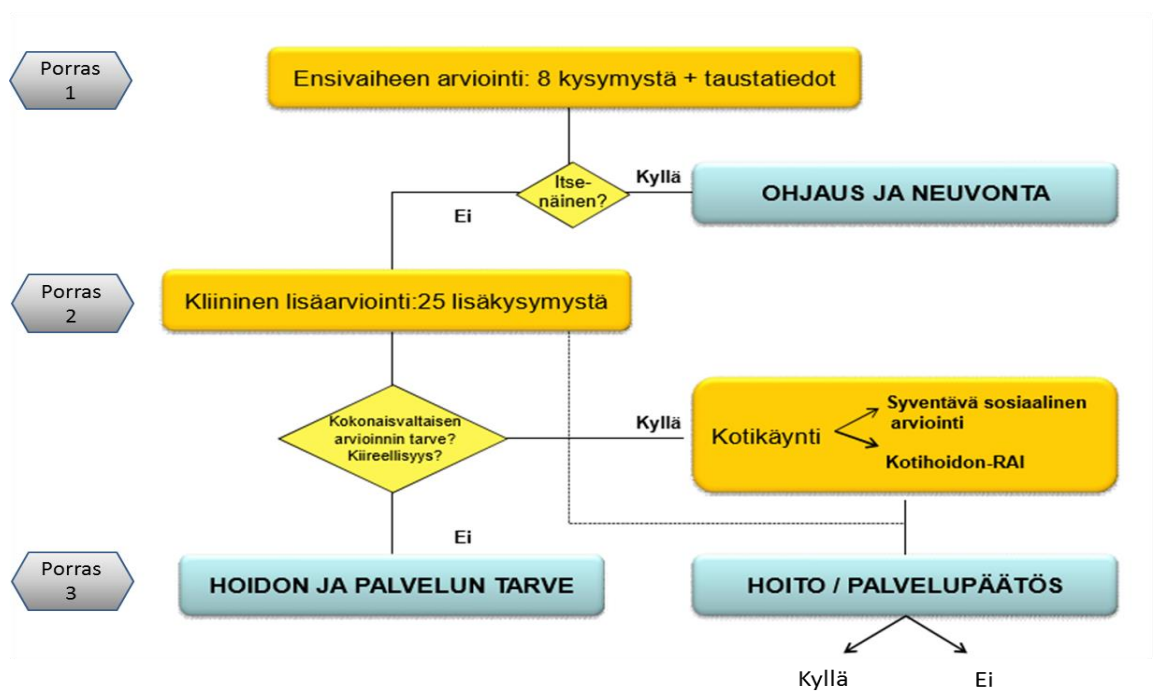 Porras
1
Ensivaiheen arviointi: 8 kysymystä + taustatiedot
Itse-
näinen?
Kyllä
OHJAUS JA NEUVONTA
Ei
Porras
2
Kliininen lisäarviointi:25 lisäkysymystä
Kokonaisvaltaisen
arvioinnin tarve?
Kiireellisyys?
Kyllä
Kotikäynti
Syventävä sosiaalinen
arviointi
Kotihoidon-RAI
Ei
Porras
3
HOIDON JA PALVELUN TARVE
HOITO / PALVELUPÄÄTÖS
Kyllä
Ei